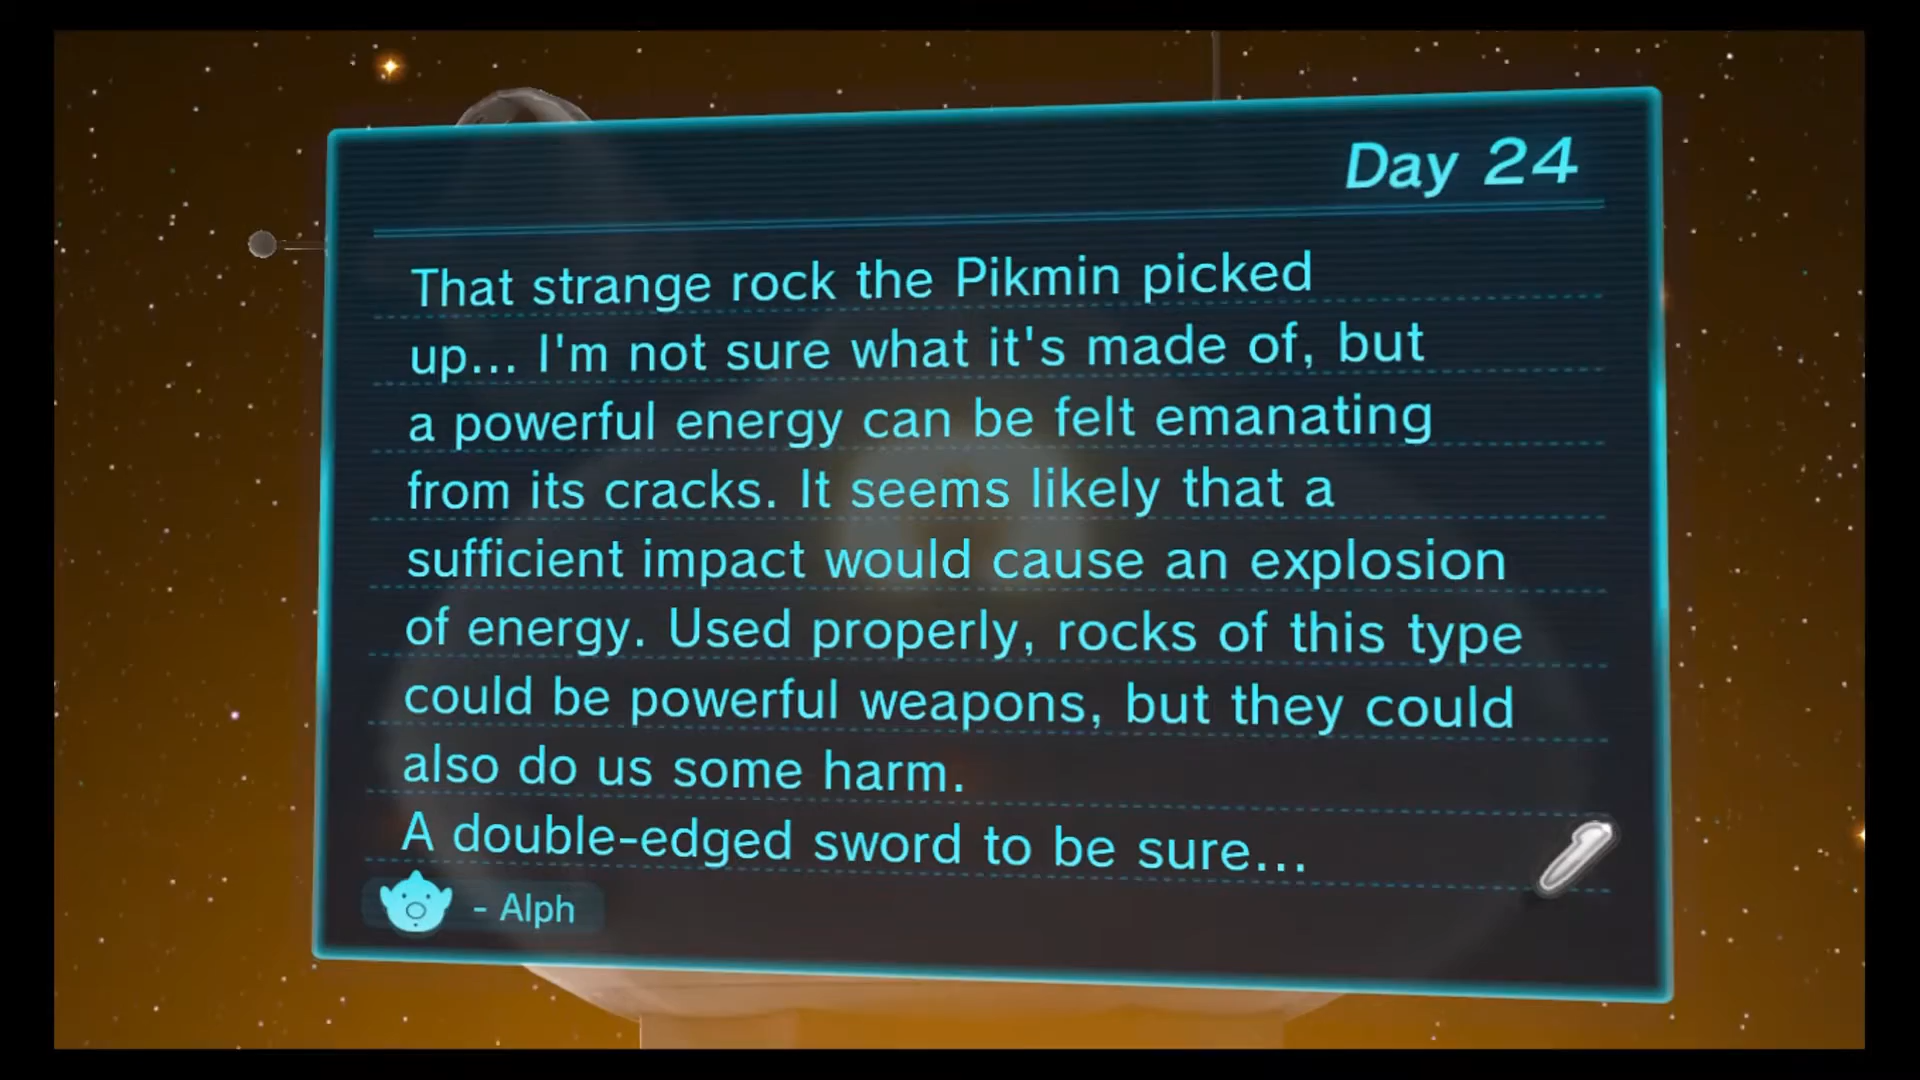 Day 24
That strange rock the Pikmin picked
up... I'm not sure what it's made of, but
a powerful energy can be felt emanating
from its cracks. It seems likely that a
sufficient impact would cause an explosion
of energy. Used properly, rocks of this type
could be powerful weapons, but they could
also do us some harm.
A double-edged sword to be sure...
- Alph